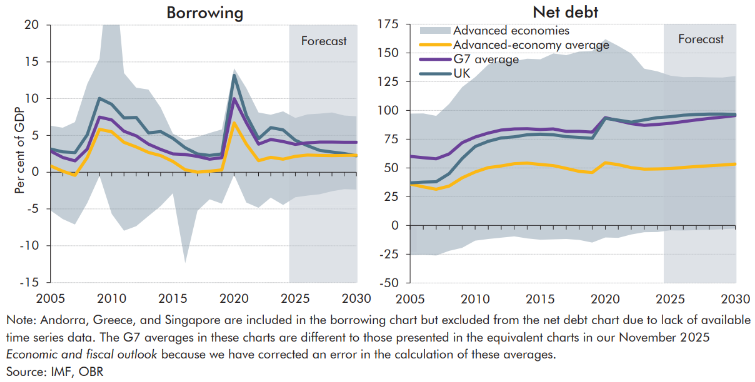 Borrowing
Net debt
Per cent of GDP
20
15
10
5
0
-5
-10
-15
Forecast
2005 2010 2015 2020 2025 2030
175
150
125
100
75
50
25
0
-25
-50
Advanced economies
Advanced-economy average
G7 average
UK
Forecast
2005 2010 2015 2020 2025 2030
Note: Andorra, Greece, and Singapore are included in the borrowing chart but excluded from the net debt chart due to lack of available
time series data. The G7 averages in these charts are different to those presented in the equivalent charts in our November 2025
Economic and fiscal outlook because we have corrected an error in the calculation of these averages.
Source: IMF, OBR